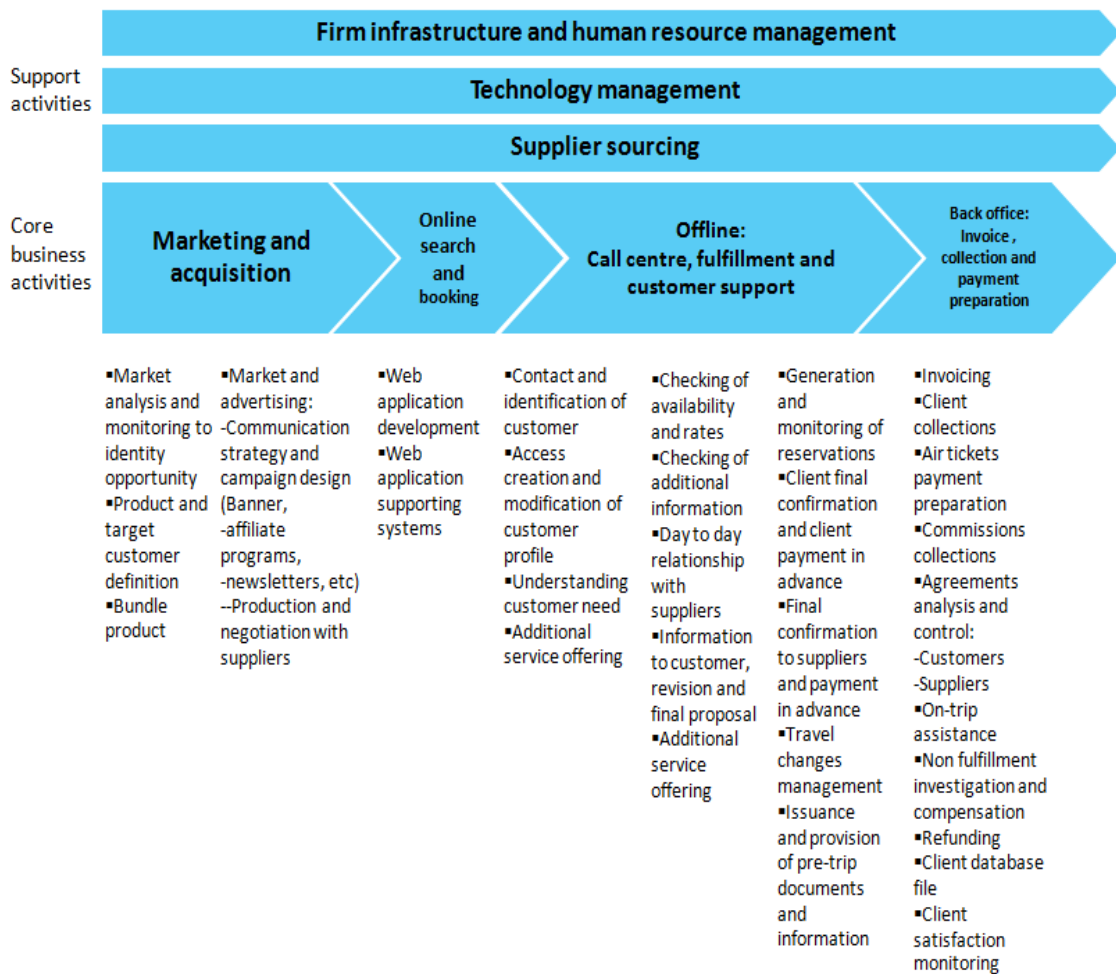 Firm infrastructure and human resource management
Support
activities
Technology management
Supplier sourcing
Core
business
activities
Marketing and
acquisition
Online
search
and
booking
Offline:
Call centre, fulfillment and
customer support
Back office:
Invoice ,
collection and
payment
preparation
▪Market
analysis and
monitoring to
identity
opportunity
▪Product and
target
customer
definition
▪Bundle
product
▪Market and
advertising:
-Communication
strategy and
campaign design
(Banner,
-affiliate
programs,
-newsletters, etc)
--Production and
negotiation with
suppliers
▪Web
application
development
▪Web
application
supporting
systems
▪Contact and
identification of
customer
▪Access
creation and
modification of
customer
profile
▪Understanding
customer need
▪Additional
service offering
▪Checking of
availability
and rates
▪Checking of
additional
information
▪Day to day
relationship
with
suppliers
▪Information
to customer,
revision and
final proposal
▪Additional
service
offering
▪Generation
and
monitoring of
reservations
▪Client final
confirmation
and client
payment in
advance
▪Final
confirmation
to suppliers
and payment
in advance
▪Travel
changes
management
▪Issuance
and provision
of pre-trip
documents
and
information
▪Invoicing
▪Client
collections
▪Air tickets
payment
preparation
▪Commissions
collections
▪Agreements
analysis and
control:
-Customers
-Suppliers
▪On-trip
assistance
▪Non fulfillment
investigation and
compensation
▪Refunding
▪Client database
file
▪Client
satisfaction
monitoring